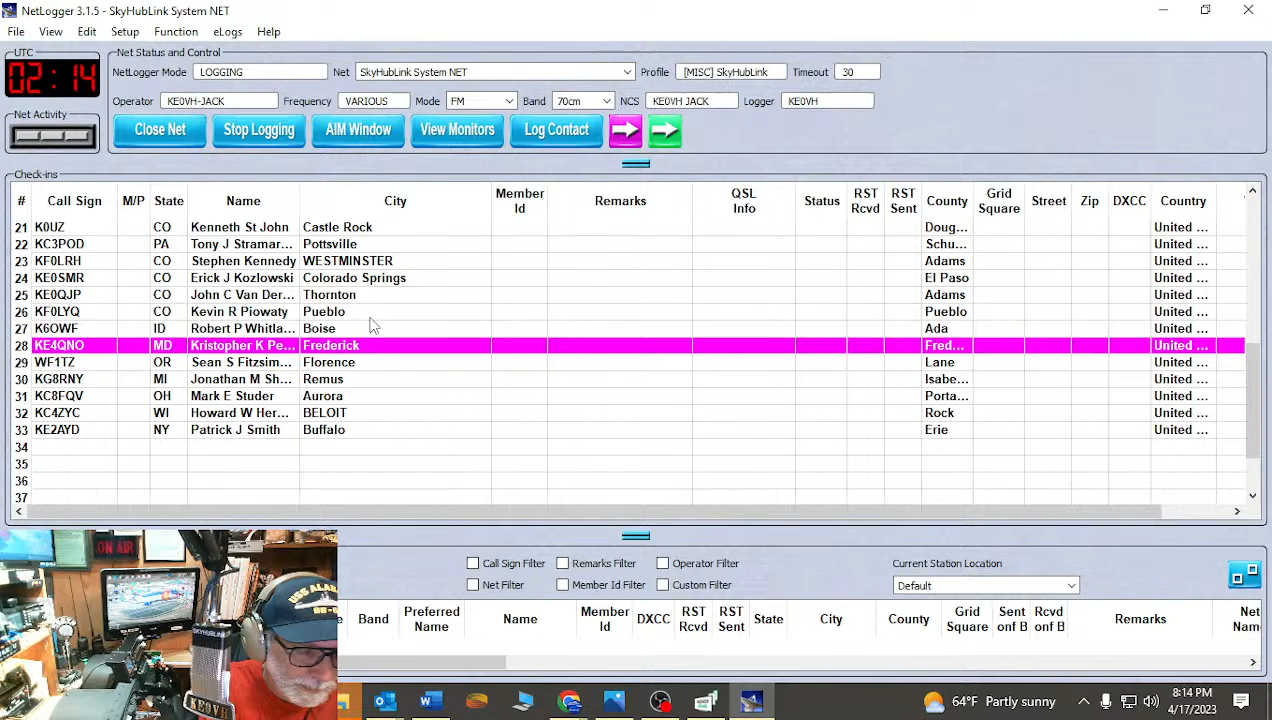 NetLogger 3.1.5 - SkyHubLink System NET
File View Edit Setup Function eLogs Help
UTC
02:14
Net Activity
Net Status and Control
NetLogger Mode LOGGING Net SkyHubLink System NET Profile [MISC] SkyHubLink Timeout 30
Operator KE0VH-JACK Frequency VARIOUS Mode FM Band 70cm NCS KE0VH JACK Logger KE0VH
Close Net Stop Logging AIM Window View Monitors Log Contact
Check-ins
# Call Sign M/P State Name City Member Id Remarks QSL Info Status RST Rcvd RST Sent County Grid Square Street Zip DXCC Country
21 K0UZ CO Kenneth St John Castle Rock Doug... United ...
22 KC3POD PA Tony J Stramar... Pottsville Schu... United ...
23 KF0LRH CO Stephen Kennedy WESTMINSTER Adams United ...
24 KE0SMR CO Erick J Kozlowski Colorado Springs El Paso United ...
25 KE0QJP CO John C Van Der... Thornton Adams United ...
26 KF0LYQ CO Kevin R Piowaty Pueblo Pueblo United ...
27 K6OWF ID Robert P Whitla... Boise Ada United ...
28 KE4QNO MD Kristopher K Pe... Frederick Fred... United ...
29 WF1TZ OR Sean S Fitzsim... Florence Lane United ...
30 KG8RNY MI Jonathan M Sh... Remus Isabe... United ...
31 KC8FQV OH Mark E Studer Aurora Porta... United ...
32 KC4ZYC WI Howard W Her... BELOIT Rock United ...
33 KE2AYD NY Patrick J Smith Buffalo Erie United ...
34
35
36
37
Call Sign Filter Remarks Filter Operator Filter Current Station Location
Net Filter Member Id Filter Custom Filter Default
Band Preferred Name Name Member Id DXCC RST Rcvd RST Sent State City County Grid Square Sent onf B Rcvd onf B Remarks Net Name
ON AIR
SKYHUBLINK
KE0VH
64°F Partly sunny
8:14 PM
4/17/2023